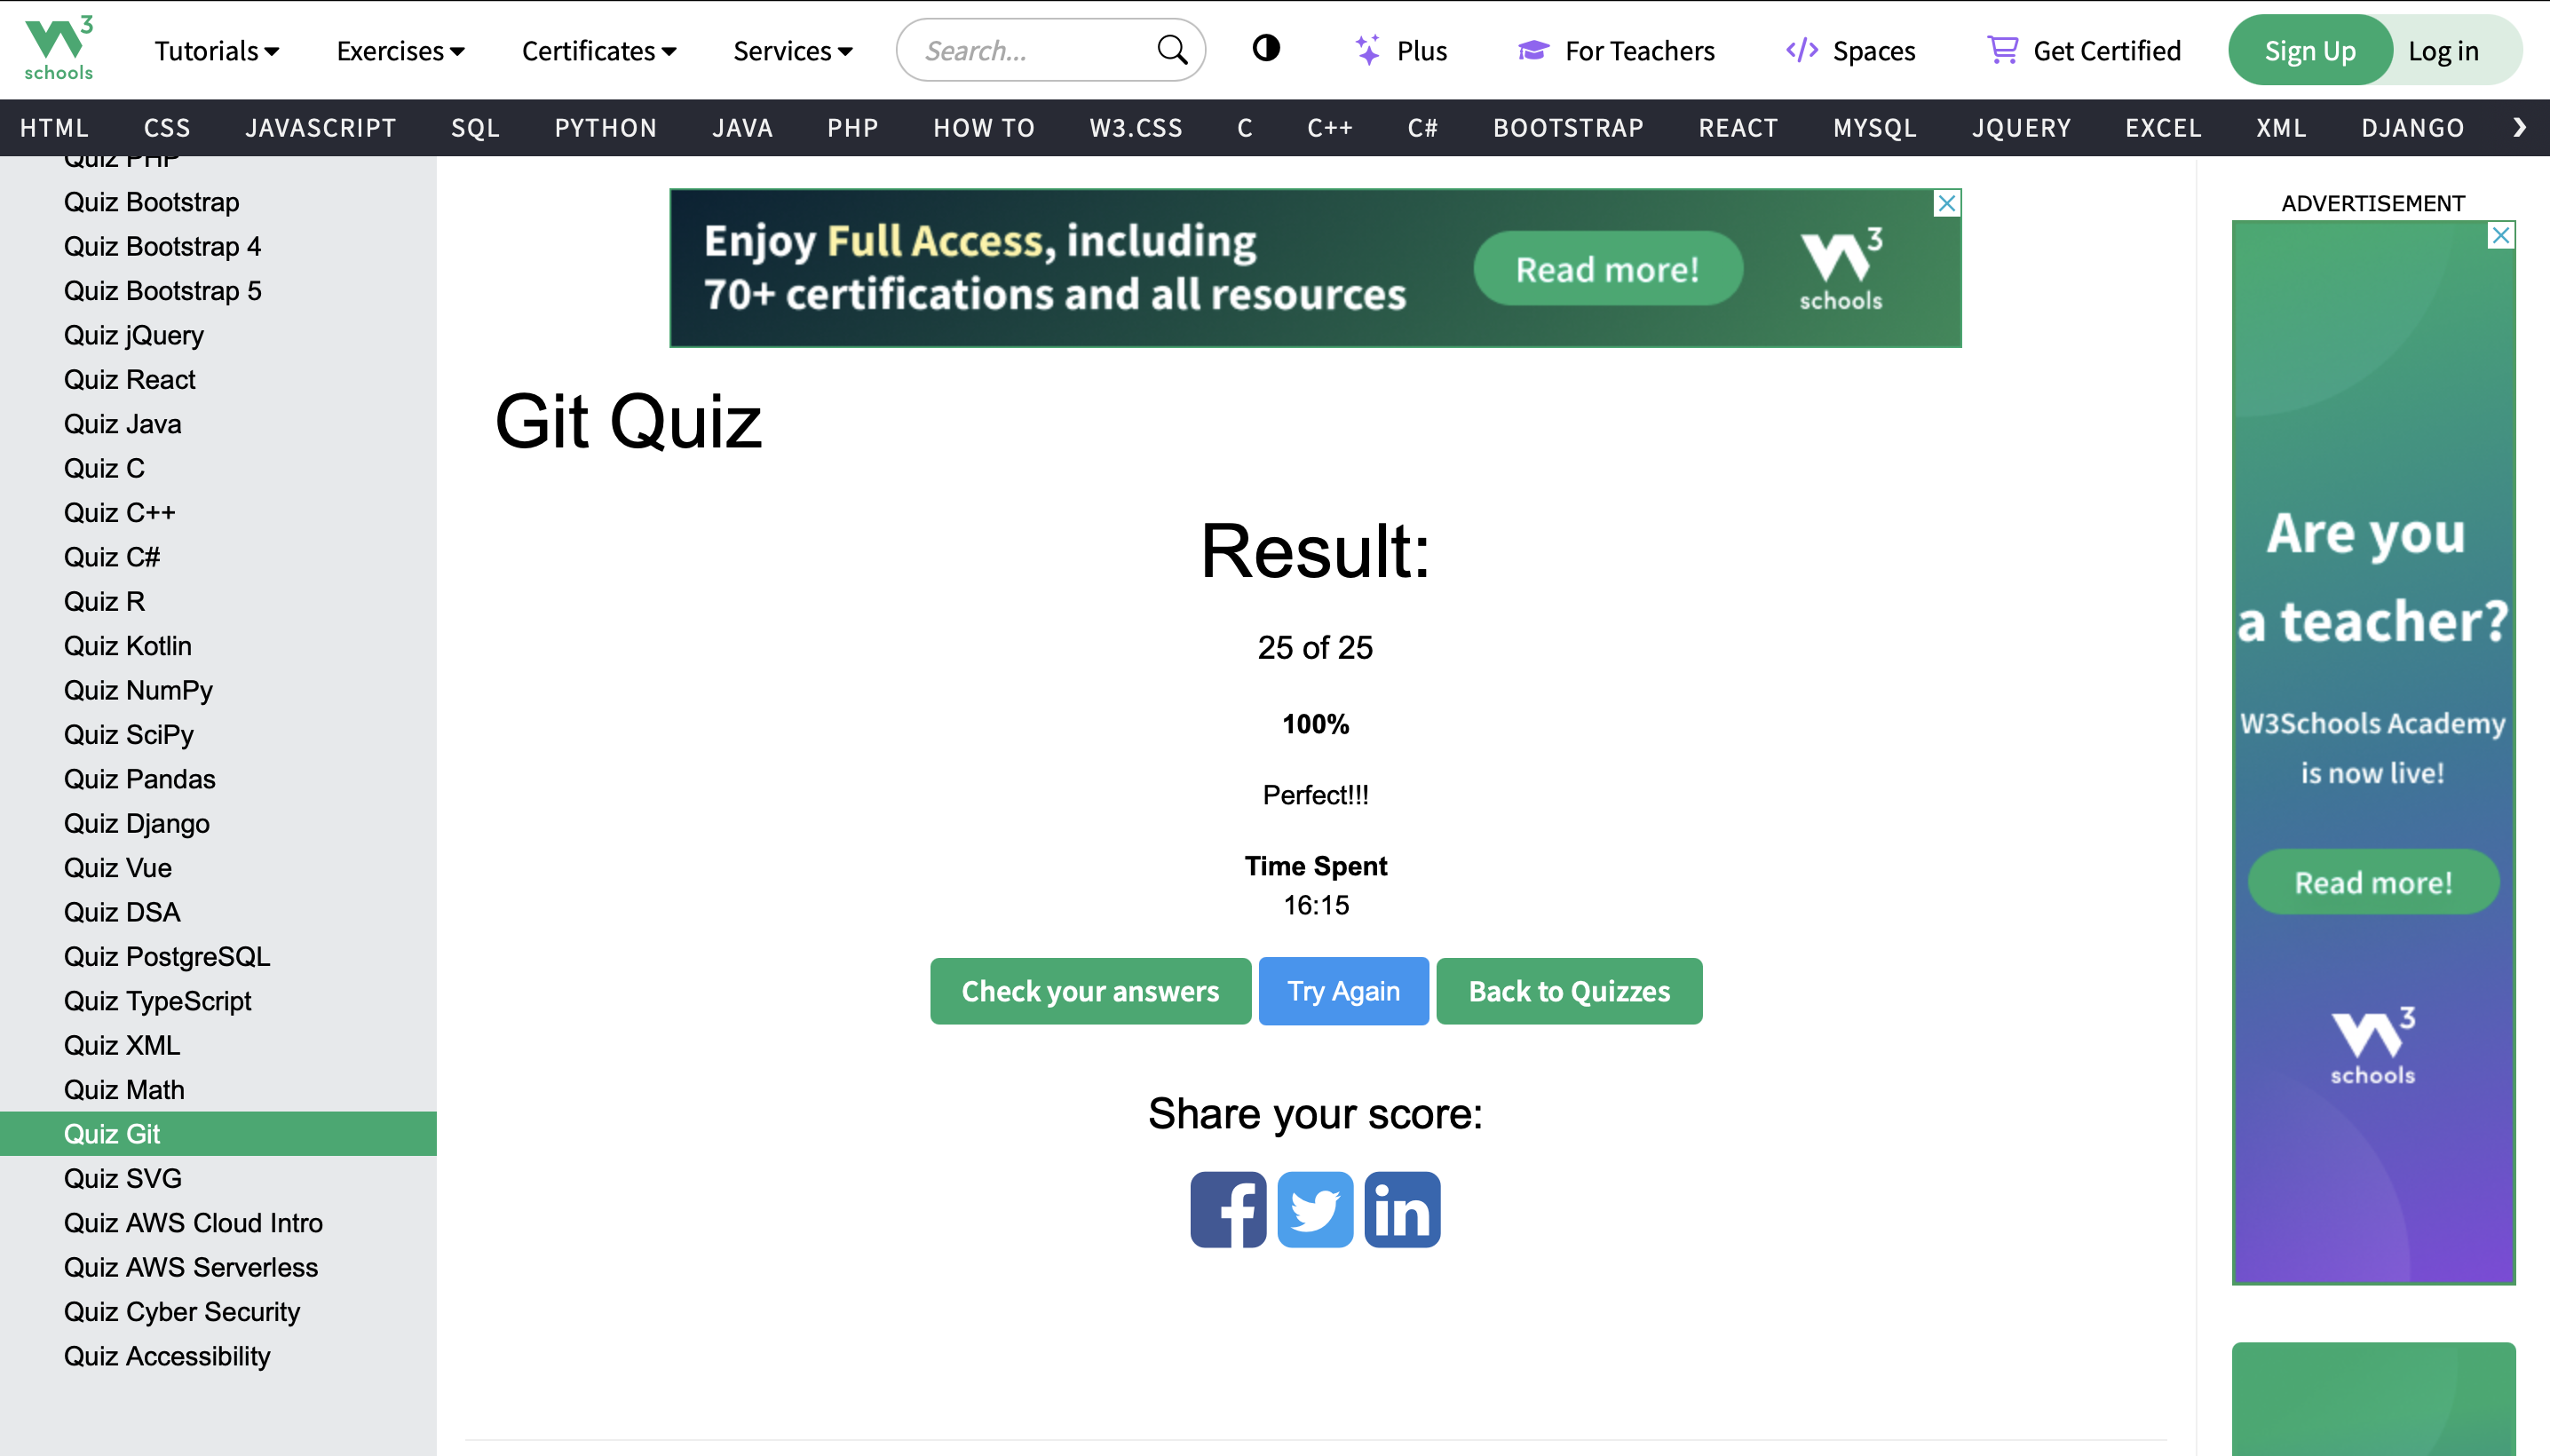 3
schools
Tutorials
Exercises
Certificates
Services
Search...
Plus
For Teachers
Spaces
Get Certified
Sign Up
Log in
HTML
CSS
JAVASCRIPT
SQL
PYTHON
JAVA
PHP
HOW TO
W3.CSS
C
C++
C#
BOOTSTRAP
REACT
MYSQL
JQUERY
EXCEL
XML
DJANGO
Quiz PHP
Quiz Bootstrap
Quiz Bootstrap 4
Quiz Bootstrap 5
Quiz jQuery
Quiz React
Quiz Java
Quiz C
Quiz C++
Quiz C#
Quiz R
Quiz Kotlin
Quiz NumPy
Quiz SciPy
Quiz Pandas
Quiz Django
Quiz Vue
Quiz DSA
Quiz PostgreSQL
Quiz TypeScript
Quiz XML
Quiz Math
Quiz Git
Quiz SVG
Quiz AWS Cloud Intro
Quiz AWS Serverless
Quiz Cyber Security
Quiz Accessibility
Enjoy Full Access, including
70+ certifications and all resources
Read more!
3
schools
Git Quiz
Result:
25 of 25
100%
Perfect!!!
Time Spent
16:15
Check your answers
Try Again
Back to Quizzes
Share your score:
f
in
ADVERTISEMENT
Are you
a teacher?
W3Schools Academy
is now live!
Read more!
3
schools